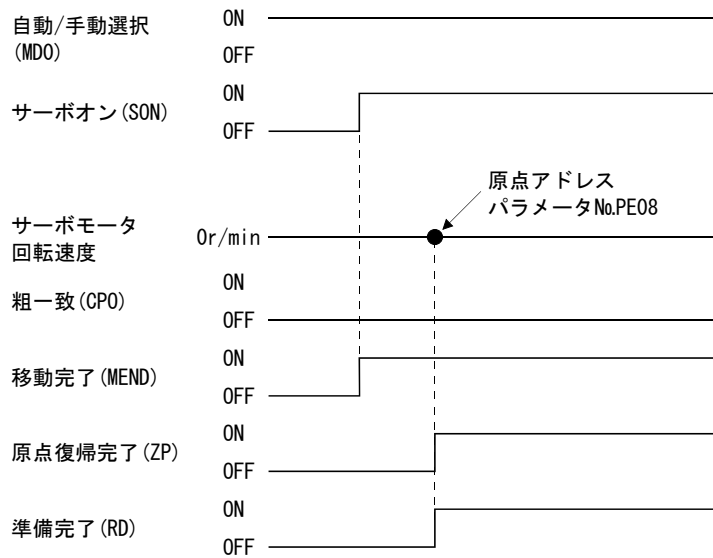 自動/手動選択
(MD0)
ON
OFF
サーボオン(SON)
ON
OFF
原点アドレス
パラメータNo.PE08
サーボモータ
回転速度
0r/min
粗一致(CPO)
ON
OFF
移動完了(MEND)
ON
OFF
原点復帰完了(ZP)
ON
OFF
準備完了(RD)
ON
OFF